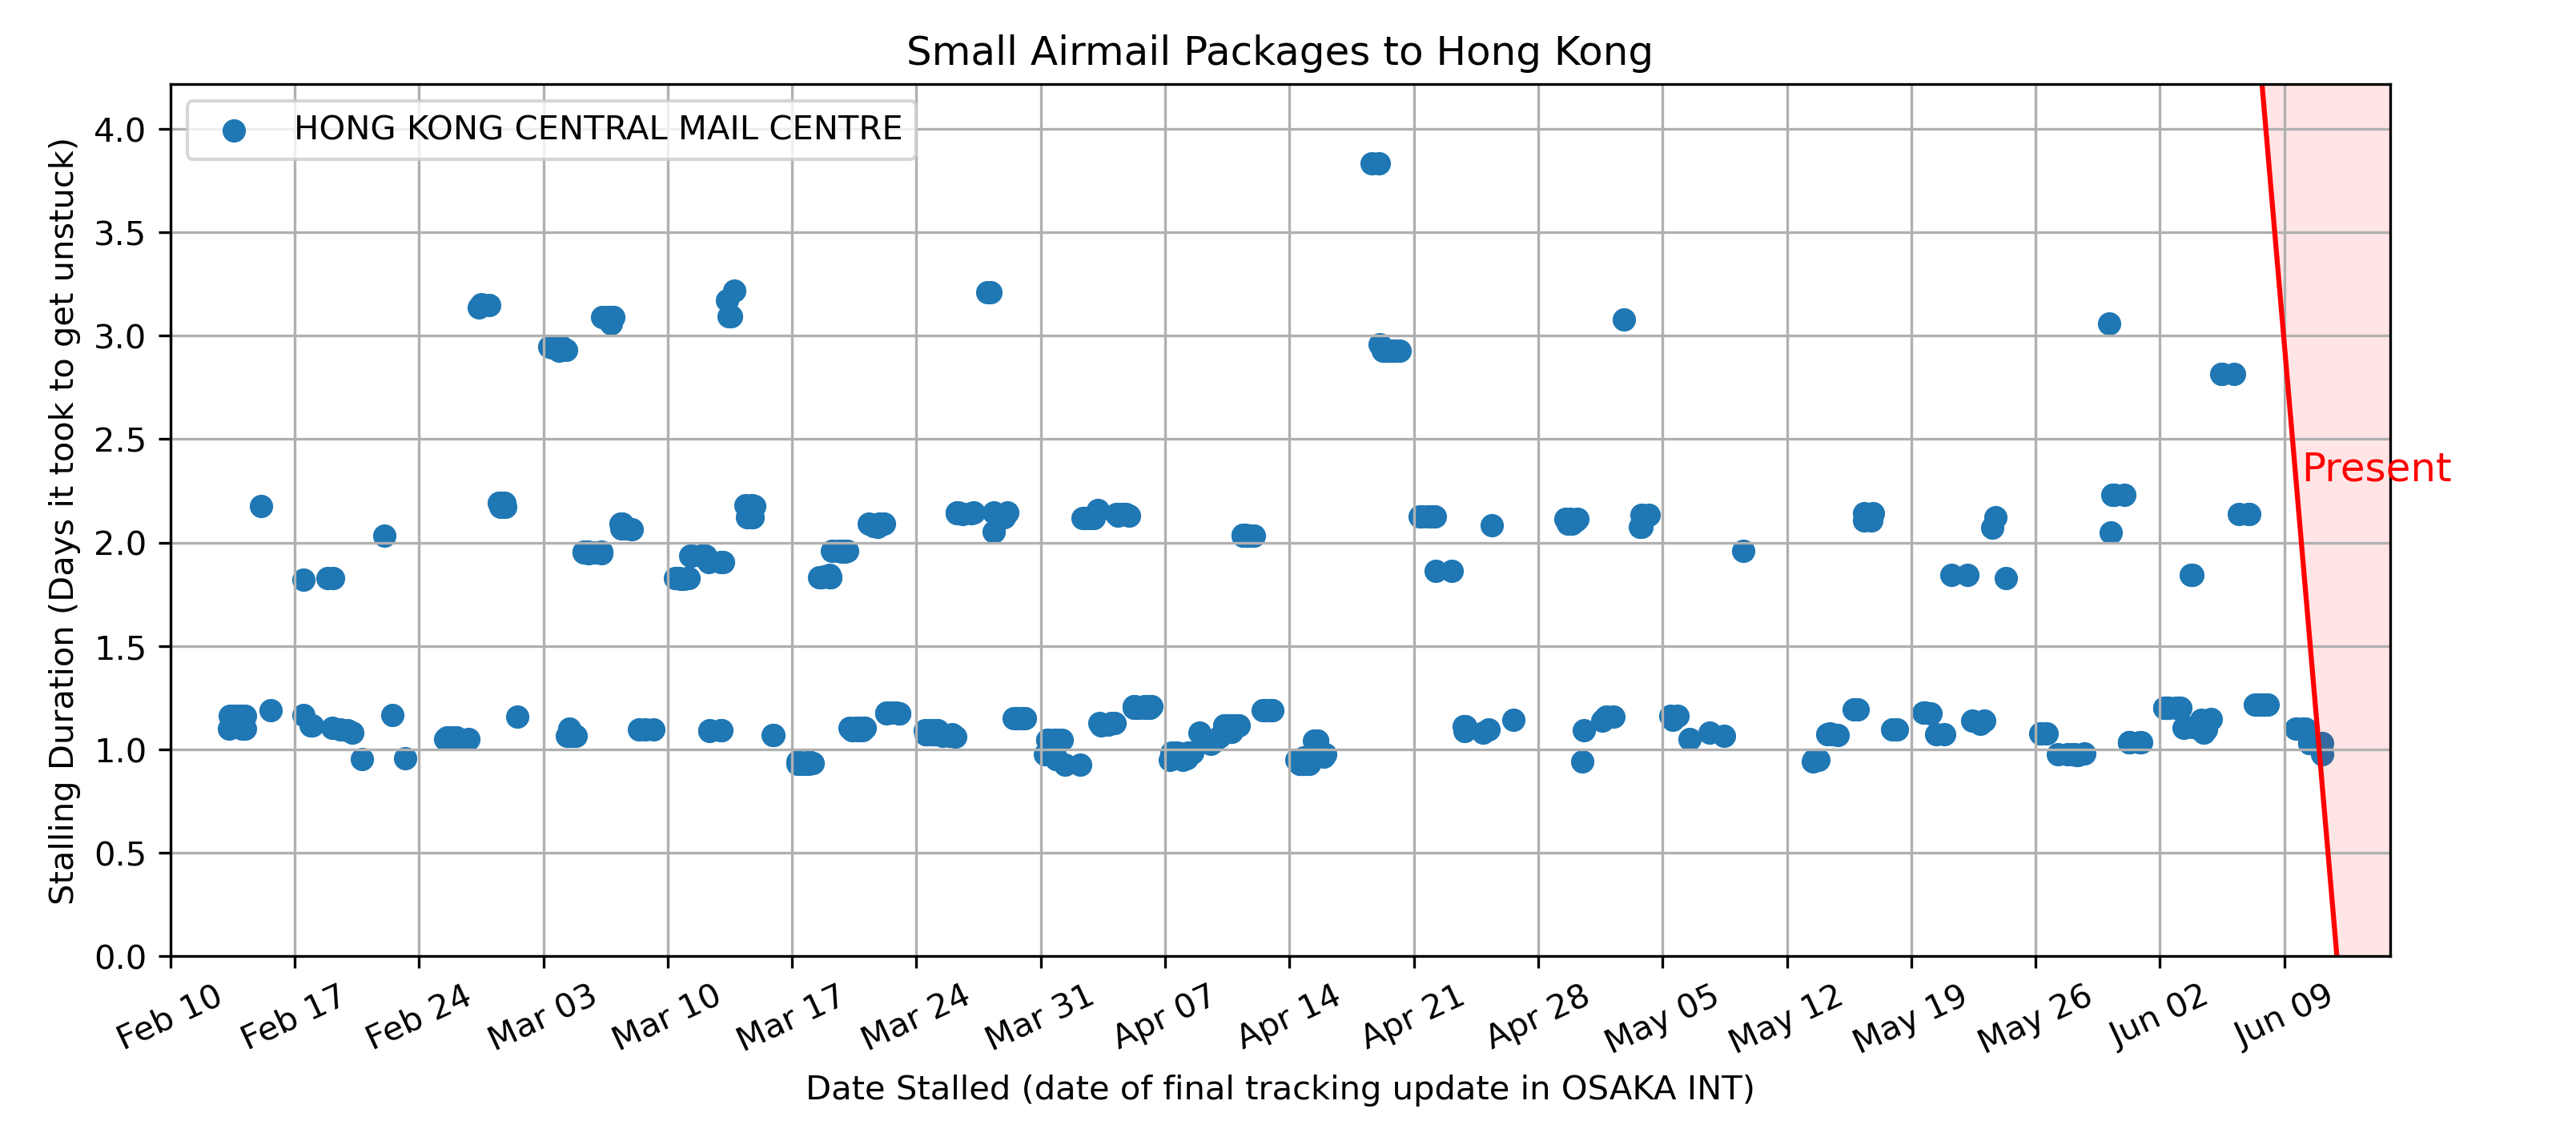 Small Airmail Packages to Hong Kong
HONG KONG CENTRAL MAIL CENTRE
Stalling Duration (Days it took to get unstuck)
4.0
3.5
3.0
2.5
2.0
1.5
1.0
0.5
0.0
Present
Feb 10
Feb 17
Feb 24
Mar 03
Mar 10
Mar 17
Mar 24
Mar 31
Apr 07
Apr 14
Apr 21
Apr 28
May 05
May 12
May 19
May 26
Jun 02
Jun 09
Date Stalled (date of final tracking update in OSAKA INT)